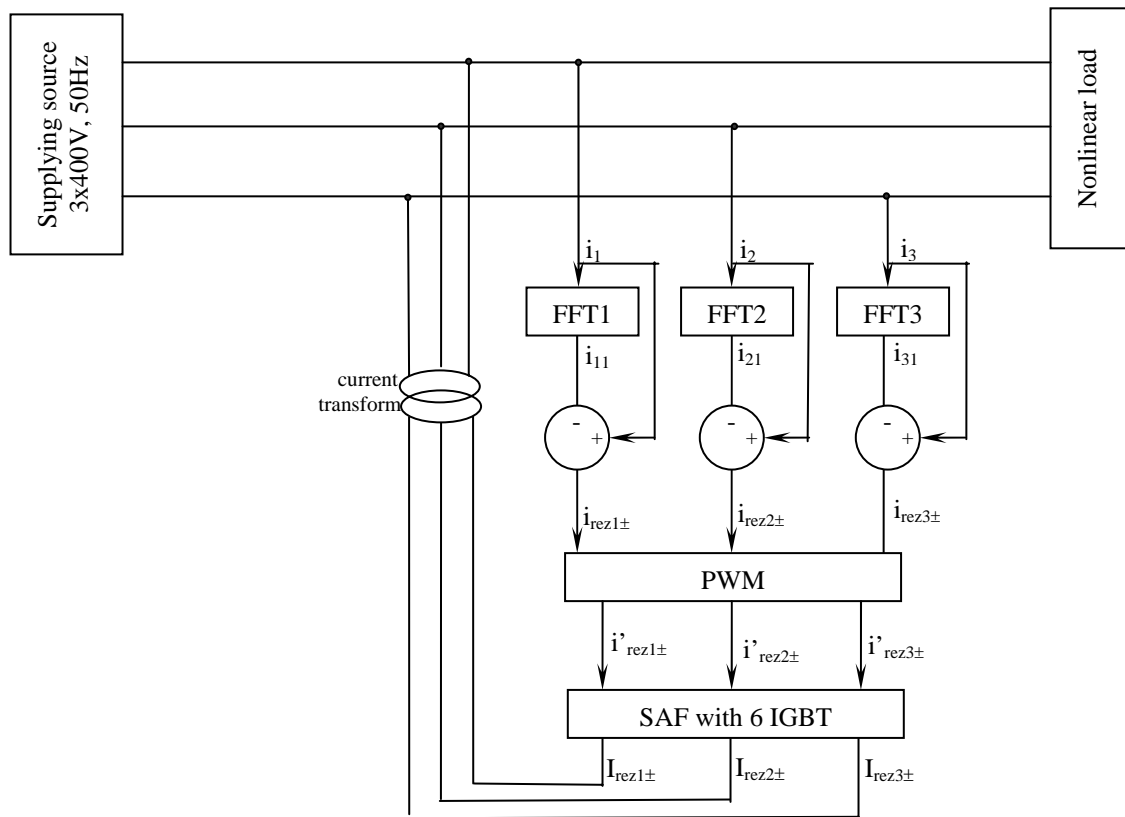 Supplying source
3x400V, 50Hz
Nonlinear load
i1
i2
i3
FFT1
FFT2
FFT3
i11
i21
i31
current
transform
-
+
-
+
-
+
irez1±
irez2±
irez3±
PWM
i’rez1±
i’rez2±
i’rez3±
SAF with 6 IGBT
Irez1±
Irez2±
Irez3±